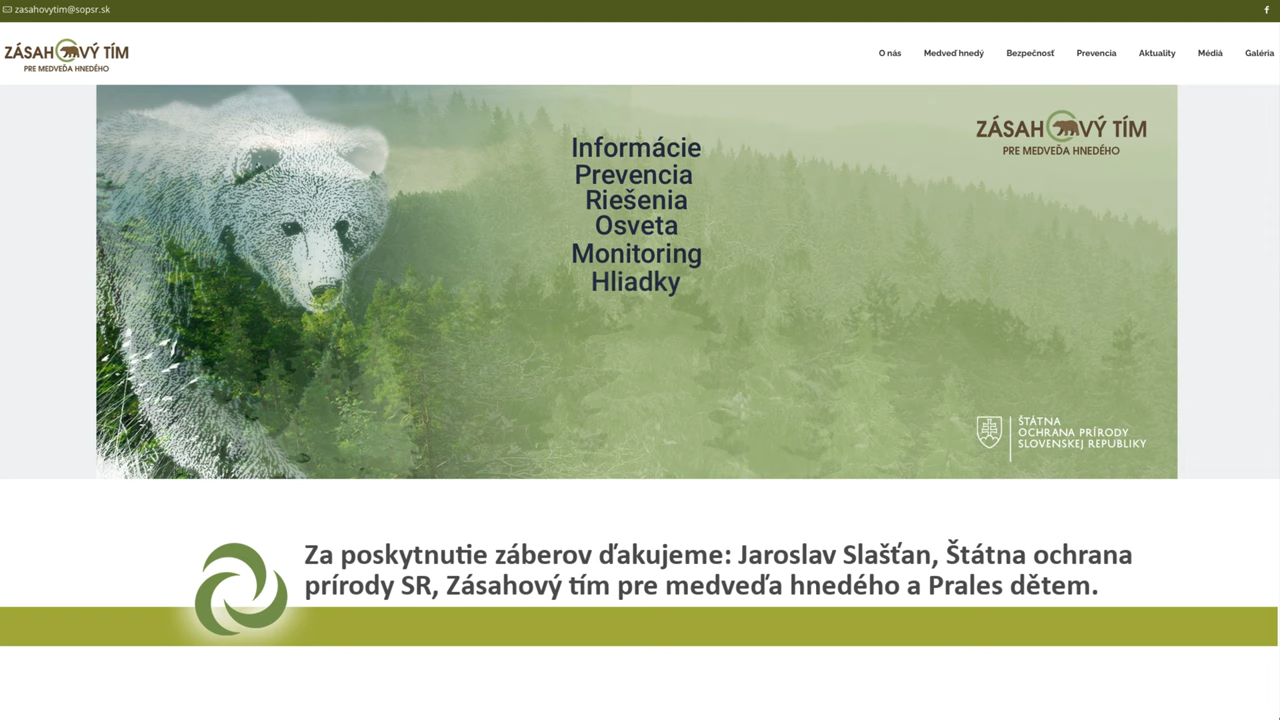 zasahovytim@sopsr.sk
ZÁSAHOVÝ TÍM
PRE MEDVEĎA HNEDÉHO
O nás Medveď hnedý Bezpečnosť Prevencia Aktuality Médiá Galéria
Informácie
Prevencia
Riešenia
Osveta
Monitoring
Hliadky
ZÁSAHOVÝ TÍM
PRE MEDVEĎA HNEDÉHO
ŠTÁTNA
OCHRANA PRÍRODY
SLOVENSKEJ REPUBLIKY
Za poskytnutie záberov ďakujeme: Jaroslav Slašťan, Štátna ochrana
prírody SR, Zásahový tím pre medveďa hnedého a Prales dětem.